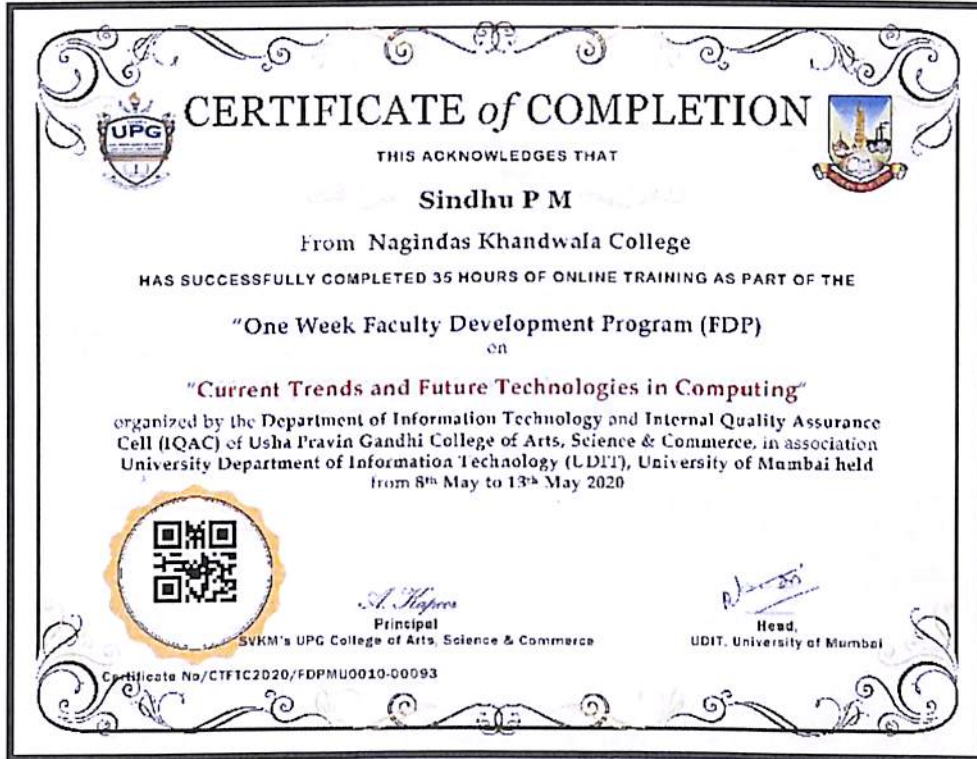 UPG
CERTIFICATE of COMPLETION
THIS ACKNOWLEDGES THAT
Sindhu P M
From Nagindas Khandwala College
HAS SUCCESSFULLY COMPLETED 35 HOURS OF ONLINE TRAINING AS PART OF THE
"One Week Faculty Development Program (FDP)
on
"Current Trends and Future Technologies in Computing"
organized by the Department of Information Technology and Internal Quality Assurance
Cell (IQAC) of Usha Pravin Gandhi College of Arts, Science & Commerce, in association
University Department of Information Technology (UDIT), University of Mumbai held
from 8th May to 13th May 2020
A. Kapoor
Principal
SVKM's UPG College of Arts, Science & Commerce
Head,
UDIT, University of Mumbai
Certificate No/CTFTC2020/FDPMU0010-00093